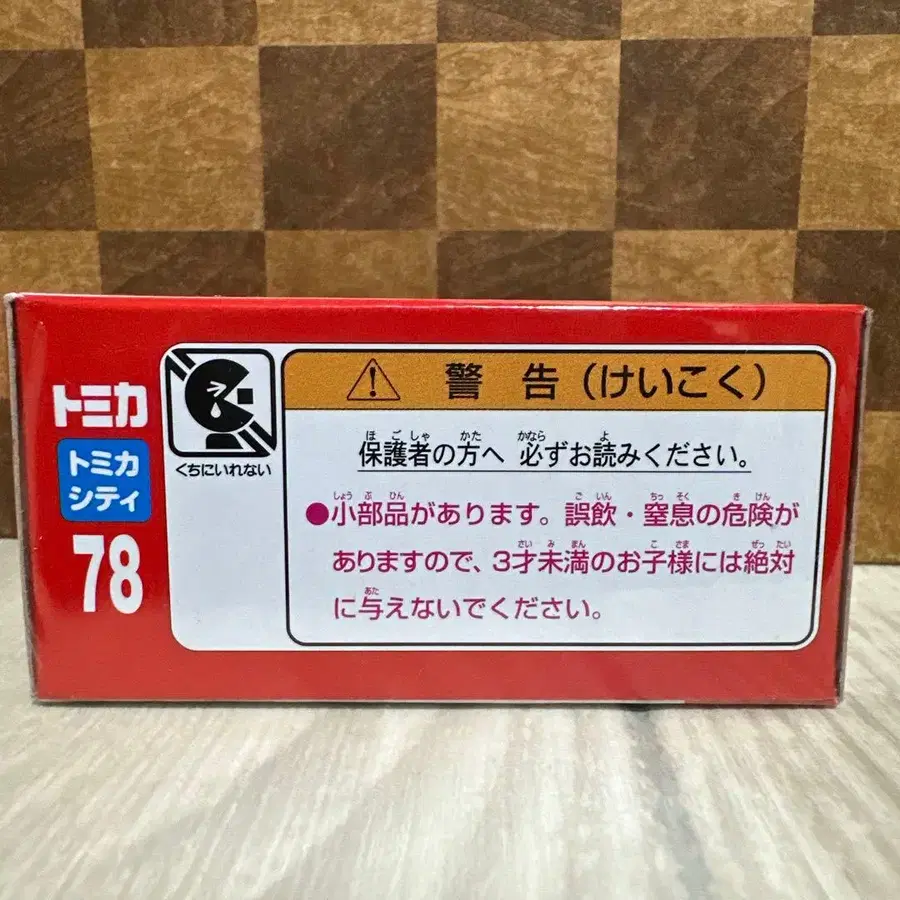 トミカ
トミカ
シティ
78
くちにいれない
警告(けいこく)
保護者の方へ 必ずお読みください。
●小部品があります。誤飲・窒息の危険が
ありますので、3才未満のお子様には絶対
に与えないでください。